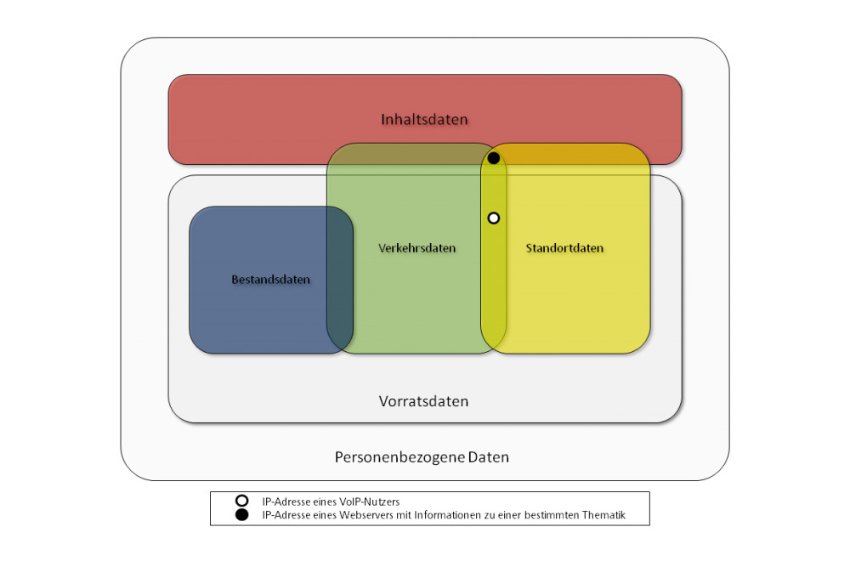 Inhaltsdaten
Verkehrsdaten
Standortdaten
Bestandsdaten
Vorratsdaten
Personenbezogene Daten
IP-Adresse eines VoIP-Nutzers
IP-Adresse eines Webservers mit Informationen zu einer bestimmten Thematik